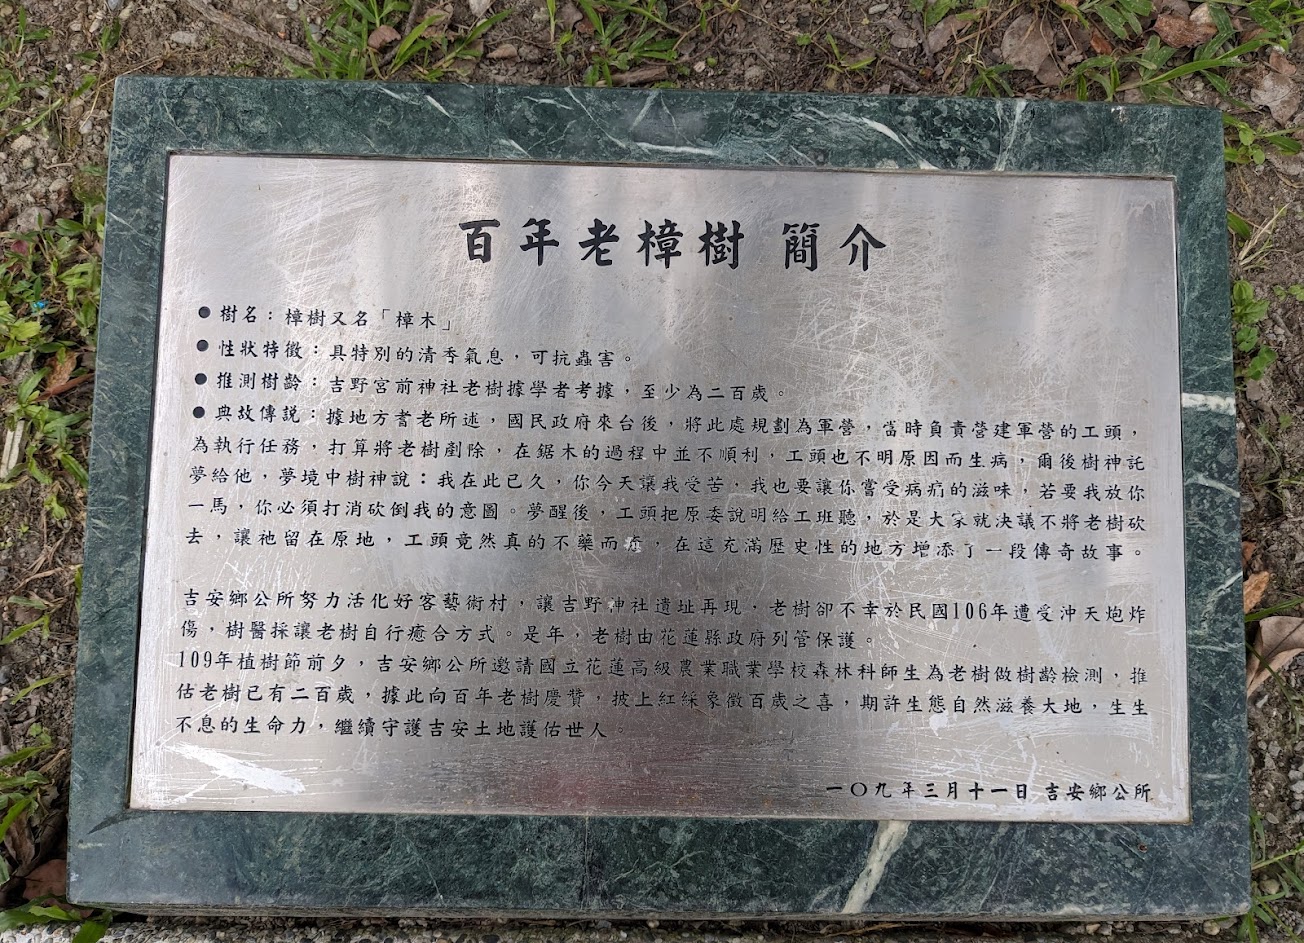 百年老樟樹 簡介
●樹名：樟樹又名「樟木」
●性狀特徵：具特別的清香氣息，可抗蟲害。
●推測樹齡：吉野宮前神社老樹據學者考據，至少為二百歲。
●典故傳說：據地方耆老所述，國民政府來台後，將此處規劃為軍營，當時負責營建軍營的工頭，
為執行任務，打算將老樹剷除，在鋸木的過程中並不順利，工頭也不明原因而生病，爾後樹神託
夢給他，夢境中樹神說：我在此已久，你今天讓我受苦，我也要讓你嘗受病痛的滋味，若要我放你
一馬，你必須打消砍倒我的意圖。夢醒後，工頭把原委說明給工班聽，於是大家就決議不將老樹砍
去，讓祂留在原地，工頭竟然真的不藥而癒，在這充滿歷史性的地方增添了一段傳奇故事。
吉安鄉公所努力活化好客藝術村，讓吉野神社遺址再現，老樹卻不幸於民國106年遭受沖天炮炸
傷，樹醫採讓老樹自行癒合方式。是年，老樹由花蓮縣政府列管保護。
109年植樹節前夕，吉安鄉公所邀請國立花蓮高級農業職業學校森林科師生為老樹做樹齡檢測，推
估老樹已有二百歲，據此向百年老樹慶贊，披上紅綵象徵百歲之喜，期許生態自然滋養大地，生生
不息的生命力，繼續守護吉安土地護佑世人。
一〇九年三月十一日 吉安鄉公所